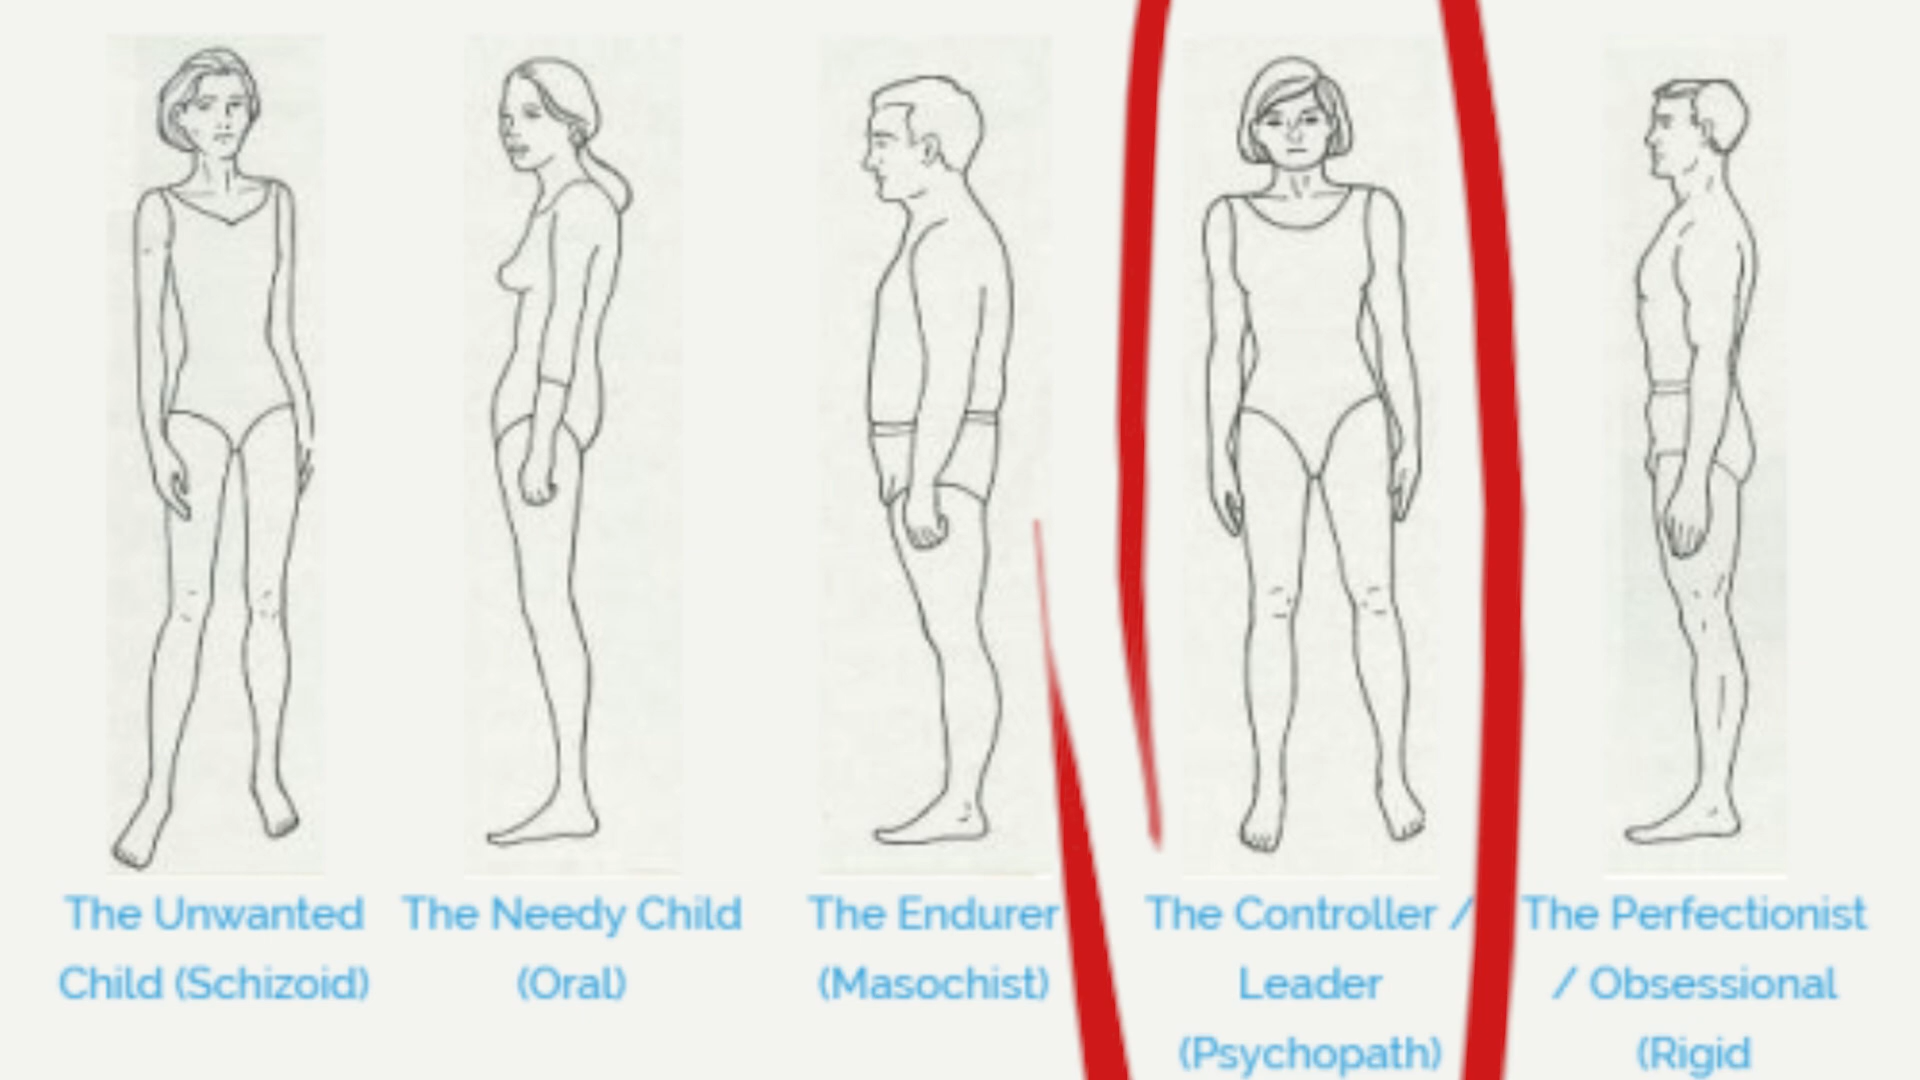 The Unwanted
Child (Schizoid)
The Needy Child
(Oral)
The Endurer
(Masochist)
The Controller /
Leader
(Psychopath)
The Perfectionist
/ Obsessional
(Rigid